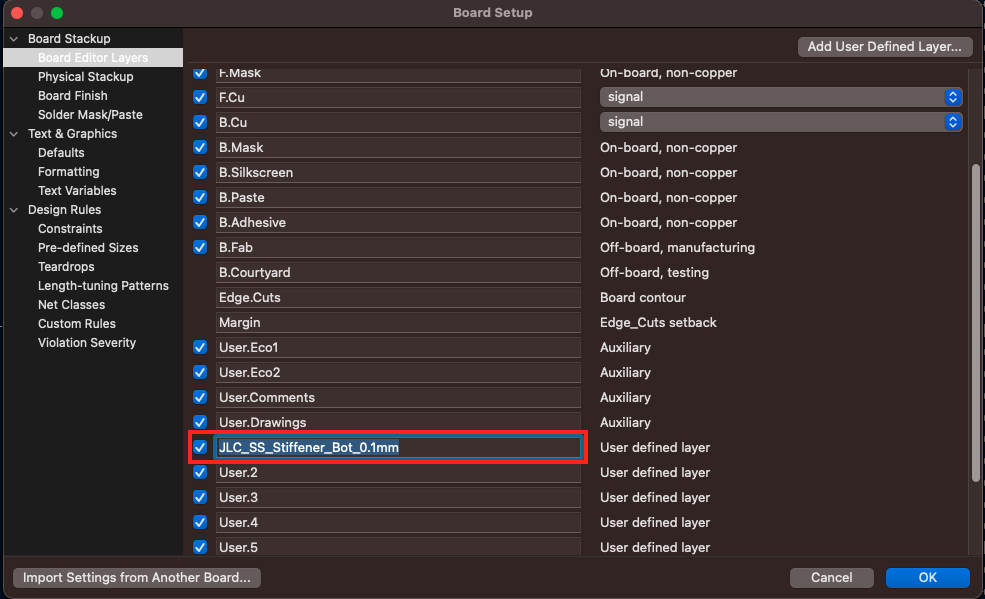 Board Setup
Board Stackup
Board Editor Layers
Physical Stackup
Board Finish
Solder Mask/Paste
Text & Graphics
Defaults
Formatting
Text Variables
Design Rules
Constraints
Pre-defined Sizes
Teardrops
Length-tuning Patterns
Net Classes
Custom Rules
Violation Severity
Add User Defined Layer...
F.Mask On-board, non-copper
F.Cu signal
B.Cu signal
B.Mask On-board, non-copper
B.Silkscreen On-board, non-copper
B.Paste On-board, non-copper
B.Adhesive On-board, non-copper
B.Fab Off-board, manufacturing
B.Courtyard Off-board, testing
Edge.Cuts Board contour
Margin Edge_Cuts setback
User.Eco1 Auxiliary
User.Eco2 Auxiliary
User.Comments Auxiliary
User.Drawings Auxiliary
JLC_SS_Stiffener_Bot_0.1mm User defined layer
User.2 User defined layer
User.3 User defined layer
User.4 User defined layer
User.5 User defined layer
Import Settings from Another Board... Cancel OK